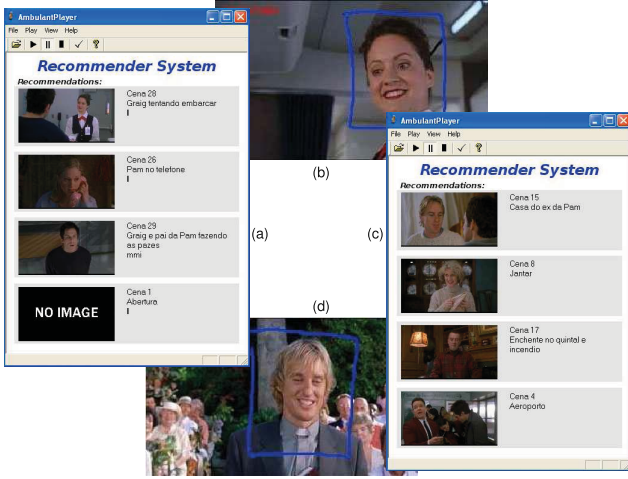 AmbulantPlayer
File Play View Help
Recommender System
Recommendations:
Cena 28
Graig tentando embarcar
I
Cena 26
Pam no telefone
I
Cena 29
Graig e pai da Pam fazendo
as pazes
mmi
NO IMAGE
Cena 1
Abertura
I
(a)
(b)
(c)
(d)
AmbulantPlayer
File Play View Help
Recommender System
Recommendations:
Cena 15
Casa do ex da Pam
Cena 8
Jantar
Cena 17
Enchente no quintal e
incendio
Cena 4
Aeroporto